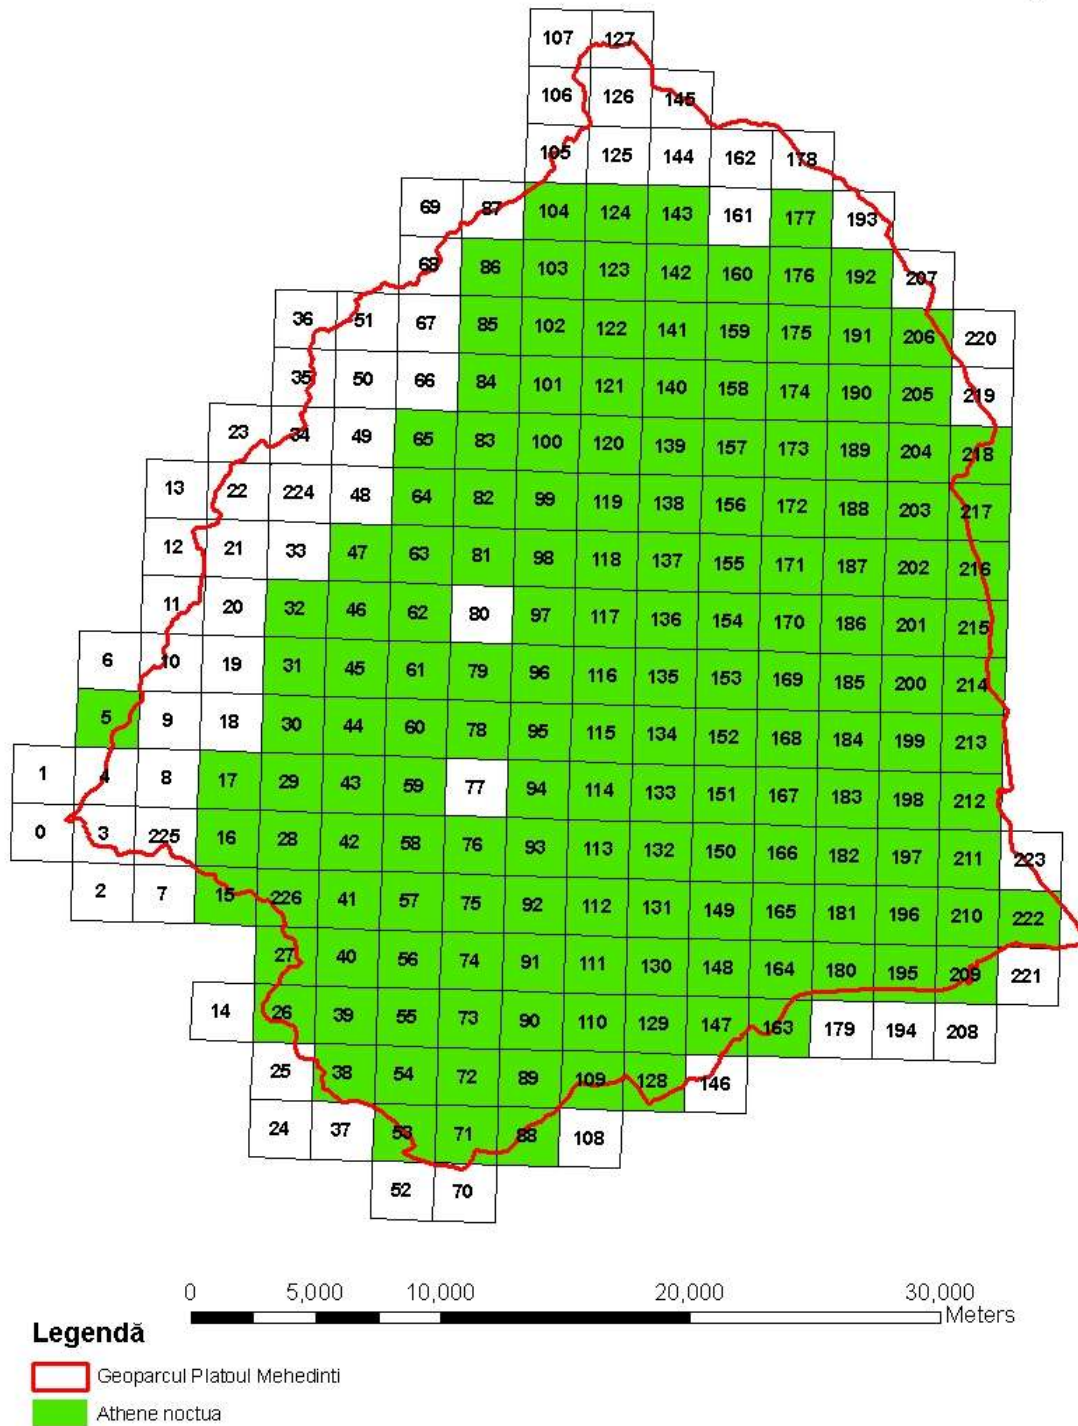 107 127
106 126 145
105 125 144 162 178
69 87 104 124 143 161 177 193
68 86 103 123 142 160 176 192 207
36 51 67 85 102 122 141 159 175 191 206 220
35 50 66 84 101 121 140 158 174 190 205 219
23 34 49 65 83 100 120 139 157 173 189 204 218
13 22 224 48 64 82 99 119 138 156 172 188 203 217
12 21 33 47 63 81 98 118 137 155 171 187 202 216
11 20 32 46 62 80 97 117 136 154 170 186 201 215
6 10 19 31 45 61 79 96 116 135 153 169 185 200 214
5 9 18 30 44 60 78 95 115 134 152 168 184 199 213
1 4 8 17 29 43 59 77 94 114 133 151 167 183 198 212
0 3 225 16 28 42 58 76 93 113 132 150 166 182 197 211 223
2 7 15 226 41 57 75 92 112 131 149 165 181 196 210 222
27 40 56 74 91 111 130 148 164 180 195 209 221
14 26 39 55 73 90 110 129 147 163 179 194 208
25 38 54 72 89 109 128 146
24 37 53 71 88 108
52 70
0 5,000 10,000 20,000 30,000
Meters
Legendă
Geoparcul Platoul Mehedinti
Athene noctua